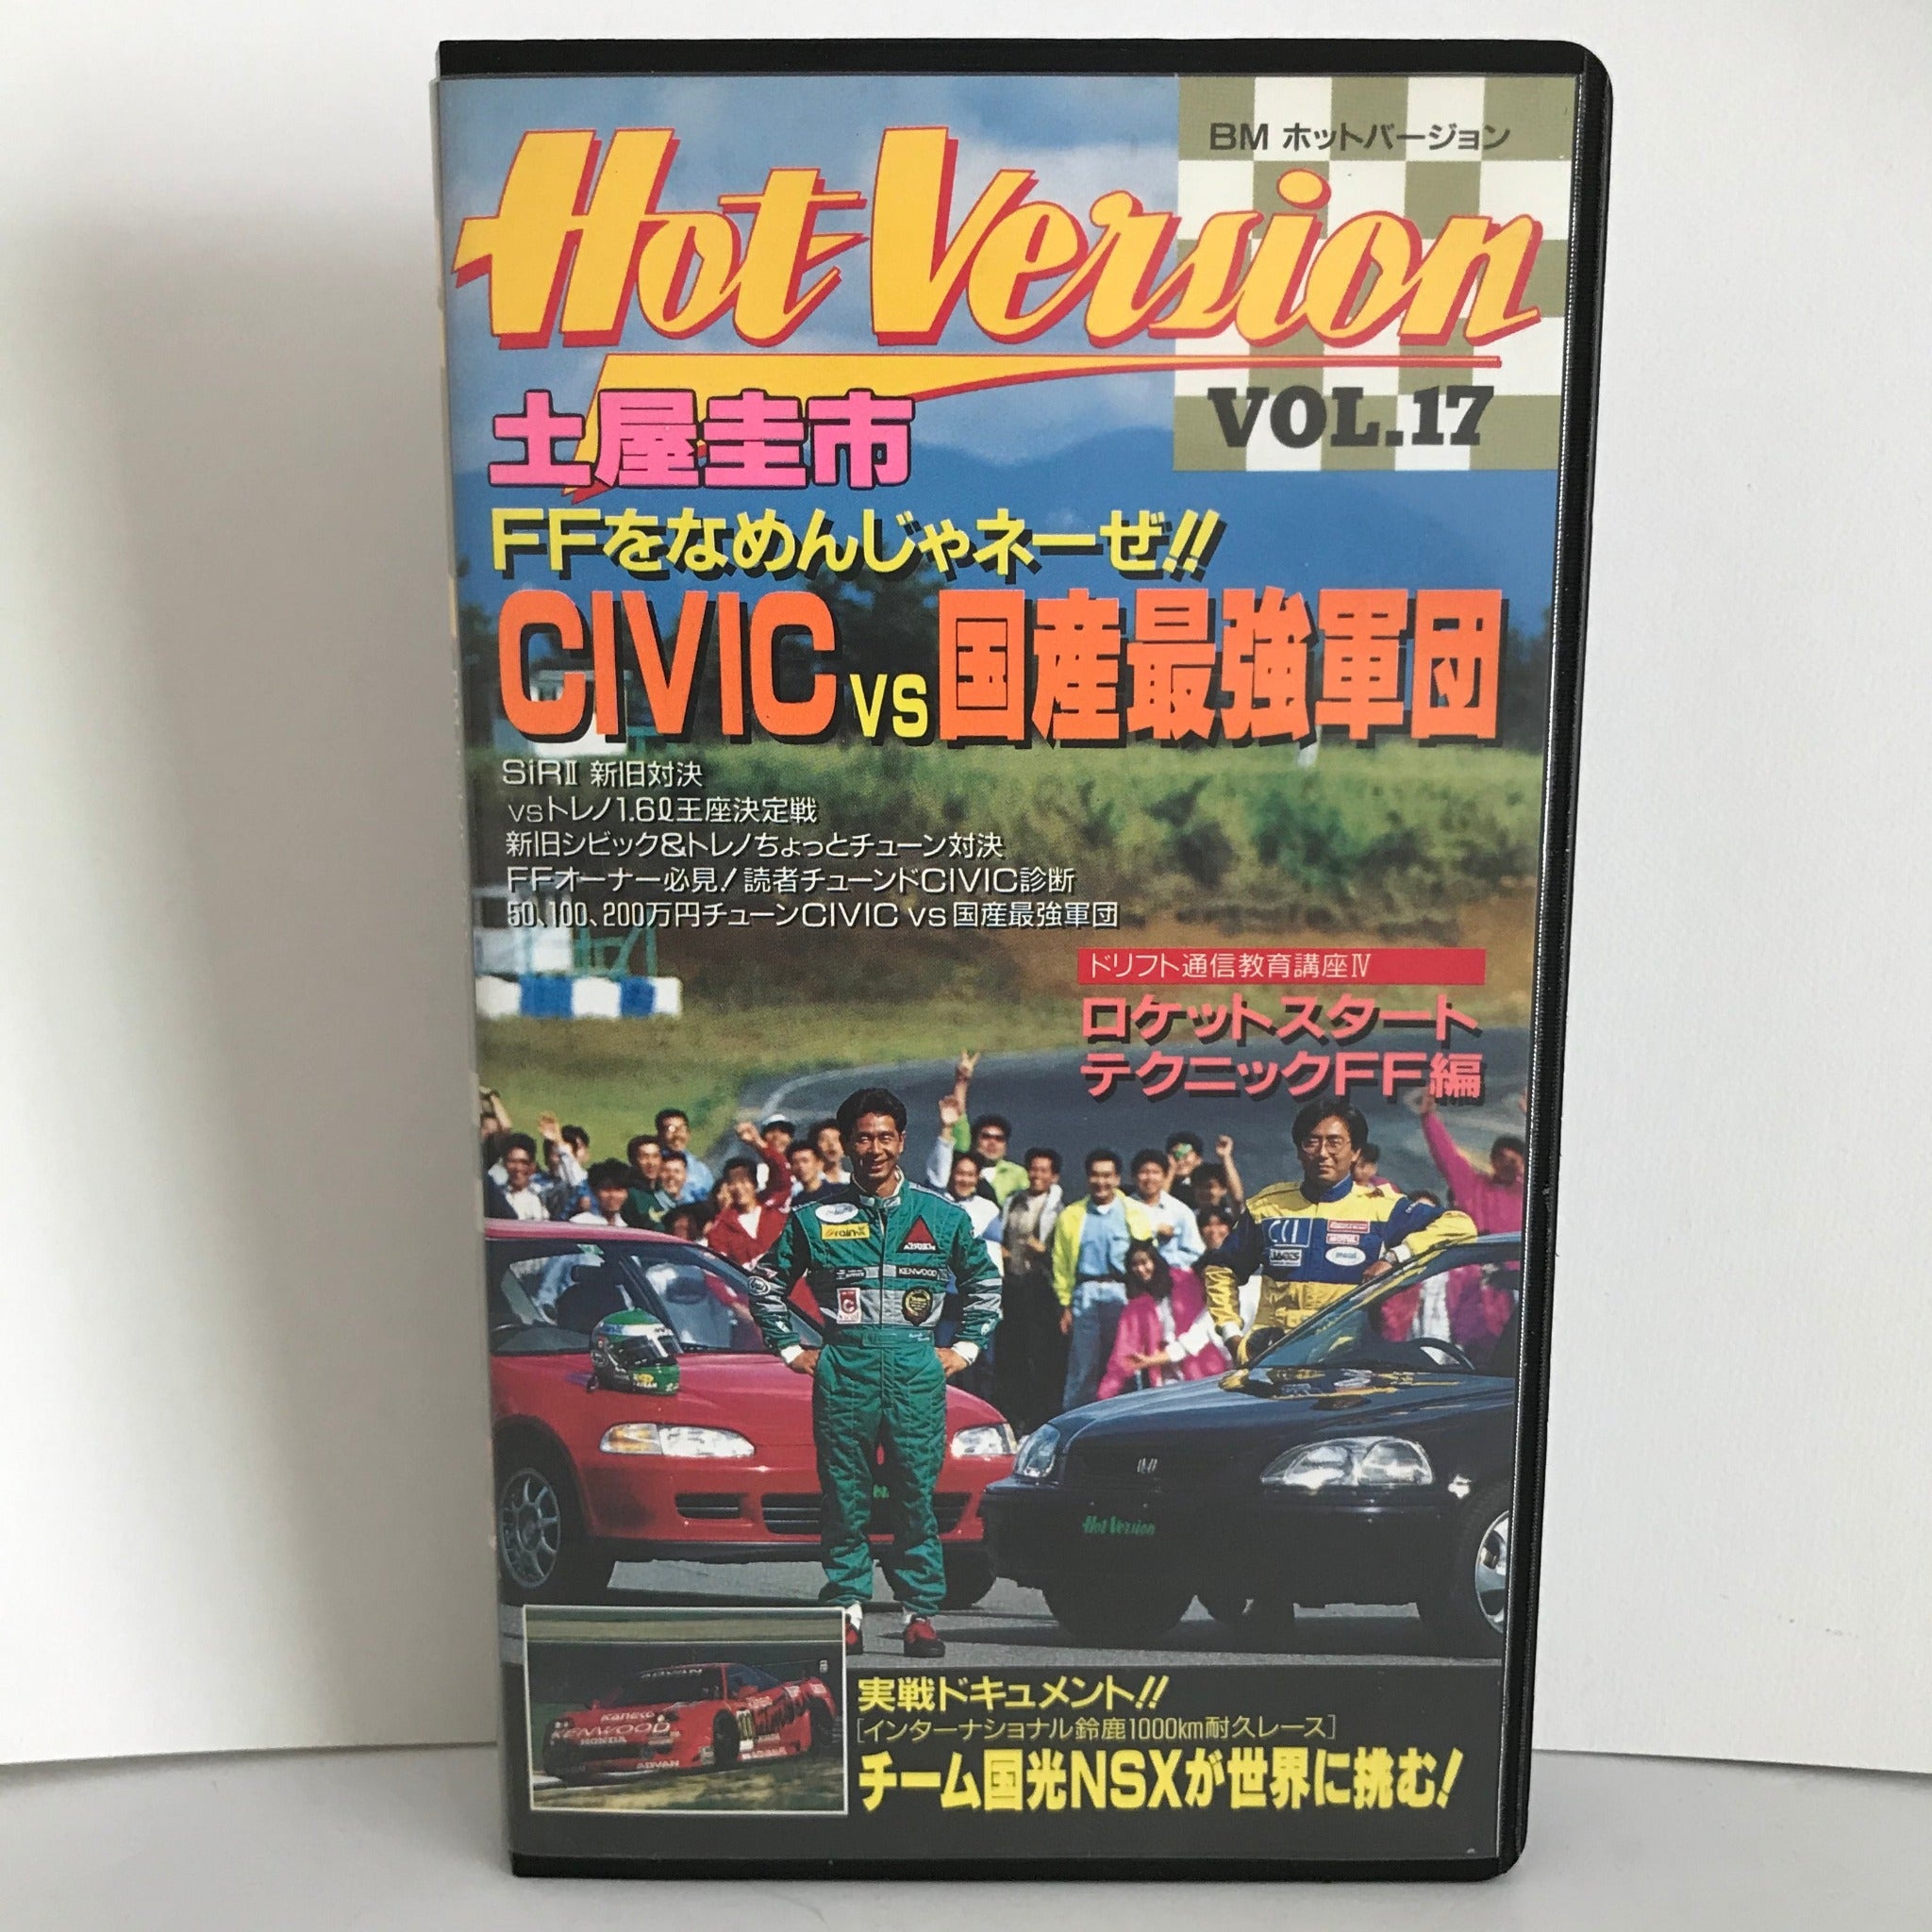 BM ホットバージョン
Hot Version
VOL.17
土屋圭市
FFをなめんじゃネーぜ!!
CIVIC vs 国産最強軍団
SiRⅡ 新旧対決
vsトレノ1.6ℓ王座決定戦
新旧シビック&トレノちょっとチューン対決
FFオーナー必見!読者チューンドCIVIC診断
50、100、200万円チューンCIVIC vs 国産最強軍団
ドリフト通信教育講座Ⅳ
ロケットスタート
テクニックFF編
KENWOOD
Hot Version
ADVAN
Kaneko
KENWOOD
HONDA
ADVAN
実戦ドキュメント!!
[インターナショナル鈴鹿1000km耐久レース]
チーム国光NSXが世界に挑む!